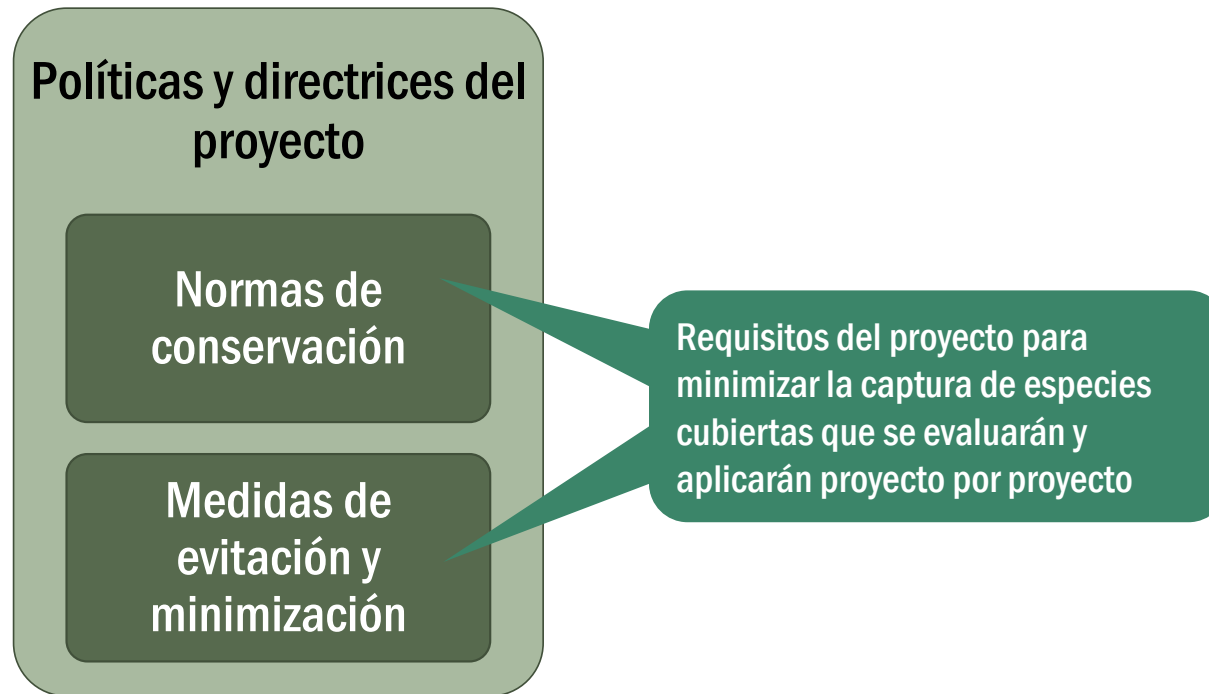 Políticas y directrices del
proyecto
Normas de
conservación
Medidas de
evitación y
minimización
Requisitos del proyecto para
minimizar la captura de especies
cubiertas que se evaluarán y
aplicarán proyecto por proyecto